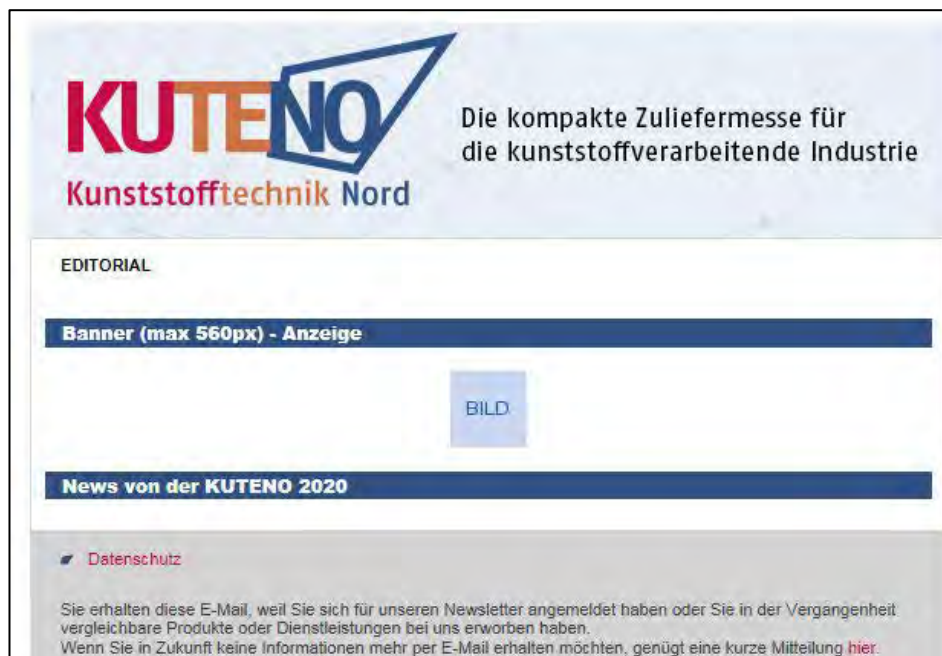 KUTENO
Kunststofftechnik Nord
Die kompakte Zuliefermesse für
die kunststoffverarbeitende Industrie
EDITORIAL
Banner (max 560px) - Anzeige
BILD
News von der KUTENO 2020
Datenschutz
Sie erhalten diese E-Mail, weil Sie sich für unseren Newsletter angemeldet haben oder Sie in der Vergangenheit
vergleichbare Produkte oder Dienstleistungen bei uns erworben haben.
Wenn Sie in Zukunft keine Informationen mehr per E-Mail erhalten möchten, genügt eine kurze Mitteilung hier.